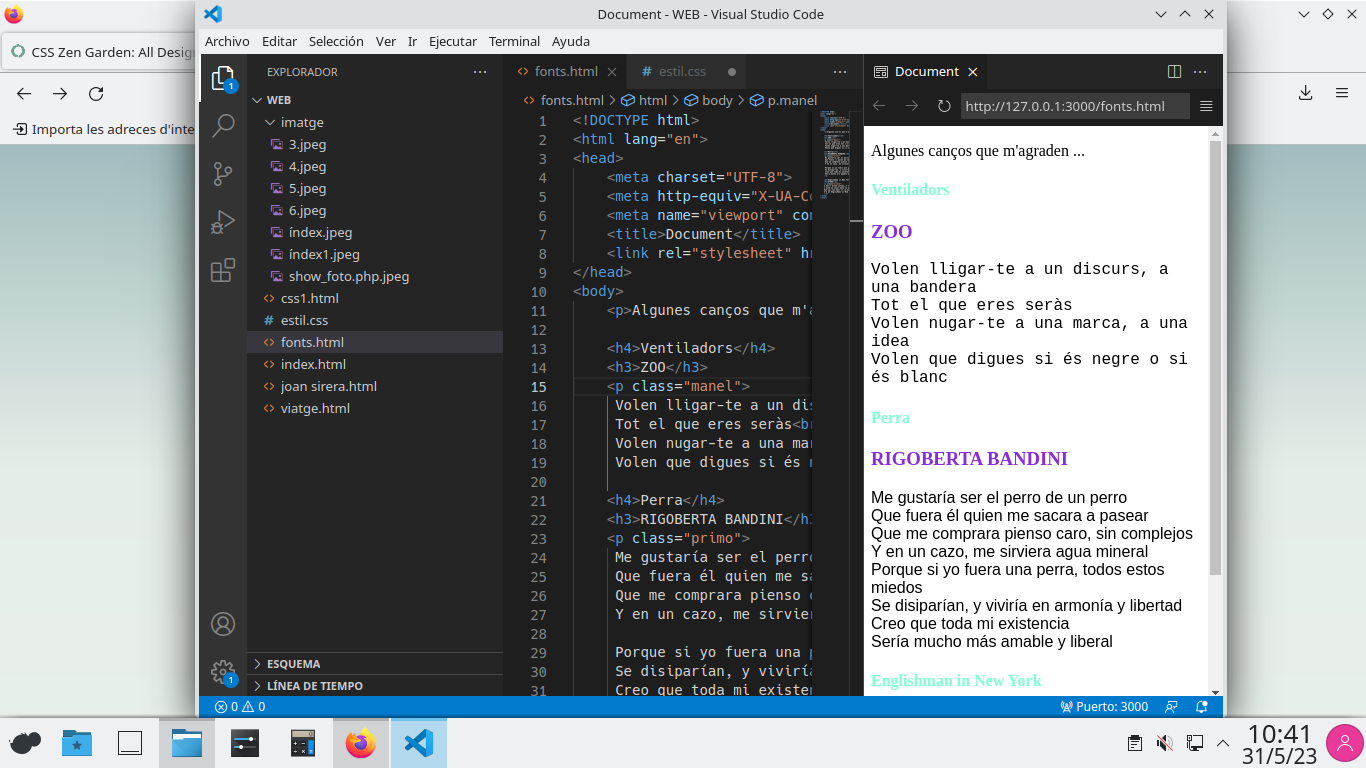 Document - WEB - Visual Studio Code
CSS Zen Garden: All Desig
Importa les adreces d'inte
Archivo Editar Selección Ver Ir Ejecutar Terminal Ayuda
EXPLORADOR
WEB
imatge
3.jpeg
4.jpeg
5.jpeg
6.jpeg
índex.jpeg
índex1.jpeg
show_foto.php.jpeg
css1.html
estil.css
fonts.html
index.html
joan sirera.html
viatge.html
ESQUEMA
LÍNEA DE TIEMPO
1
1
fonts.html
estil.css
fonts.html > html > body > p.manel
1 <!DOCTYPE html>
2 <html lang="en">
3 <head>
4 <meta charset="UTF-8">
5 <meta http-equiv="X-UA-Co
6 <meta name="viewport" con
7 <title>Document</title>
8 <link rel="stylesheet" hr
9 </head>
10 <body>
11 <p>Algunes canços que m'a
12
13 <h4>Ventiladors</h4>
14 <h3>ZOO</h3>
15 <p class="manel">
16 Volen lligar-te a un dis
17 Tot el que eres seràs<br
18 Volen nugar-te a una mar
19 Volen que digues si és n
20
21 <h4>Perra</h4>
22 <h3>RIGOBERTA BANDINI</h3
23 <p class="primo">
24 Me gustaría ser el perro
25 Que fuera él quien me sa
26 Que me comprara pienso c
27 Y en un cazo, me sirvier
28
29 Porque si yo fuera una p
30 Se disiparían, y viviría
31 Creo que toda mi existen
Document
http://127.0.0.1:3000/fonts.html
Algunes canços que m'agraden ...
Ventiladors
ZOO
Volen lligar-te a un discurs, a
una bandera
Tot el que eres seràs
Volen nugar-te a una marca, a una
idea
Volen que digues si és negre o si
és blanc
Perra
RIGOBERTA BANDINI
Me gustaría ser el perro de un perro
Que fuera él quien me sacara a pasear
Que me comprara pienso caro, sin complejos
Y en un cazo, me sirviera agua mineral
Porque si yo fuera una perra, todos estos
miedos
Se disiparían, y viviría en armonía y libertad
Creo que toda mi existencia
Sería mucho más amable y liberal
Englishman in New York
0 0
Puerto: 3000
10:41
31/5/23